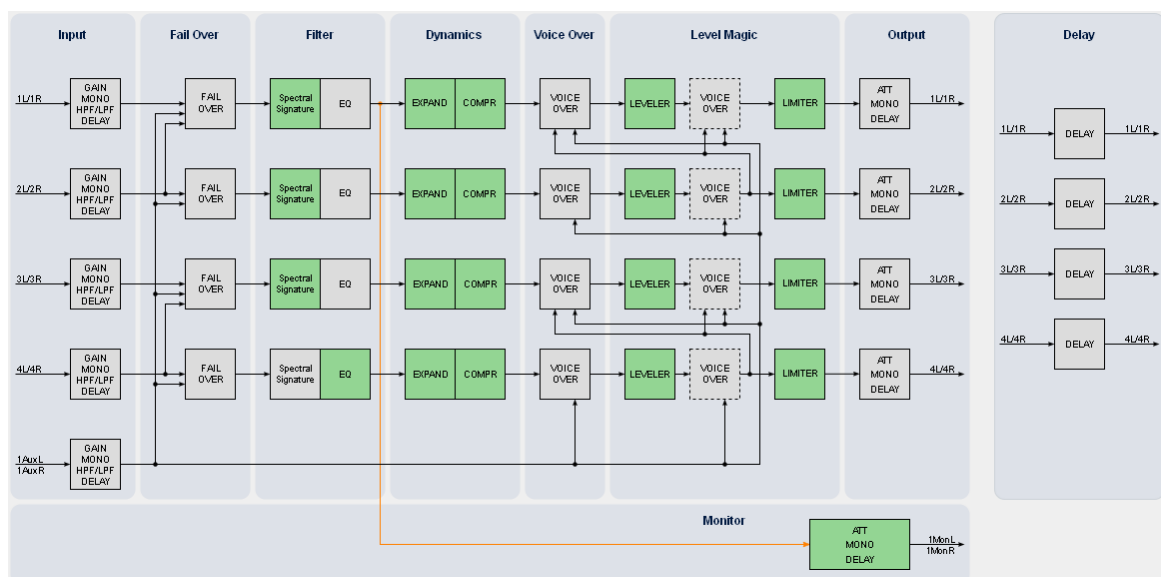 Input Fail Over Filter Dynamics Voice Over Level Magic Output Delay
1L/1R
GAIN
MONO
HPF/LPF
DELAY
FAIL
OVER
Spectral
Signature
EQ
EXPAND
COMPR
VOICE
OVER
LEVELER
VOICE
OVER
LIMITER
ATT
MONO
DELAY
1L/1R
2L/2R
GAIN
MONO
HPF/LPF
DELAY
FAIL
OVER
Spectral
Signature
EQ
EXPAND
COMPR
VOICE
OVER
LEVELER
VOICE
OVER
LIMITER
ATT
MONO
DELAY
2L/2R
3L/3R
GAIN
MONO
HPF/LPF
DELAY
FAIL
OVER
Spectral
Signature
EQ
EXPAND
COMPR
VOICE
OVER
LEVELER
VOICE
OVER
LIMITER
ATT
MONO
DELAY
3L/3R
4L/4R
GAIN
MONO
HPF/LPF
DELAY
FAIL
OVER
Spectral
Signature
EQ
EXPAND
COMPR
VOICE
OVER
LEVELER
VOICE
OVER
LIMITER
ATT
MONO
DELAY
4L/4R
1AuxL
1AuxR
GAIN
MONO
HPF/LPF
DELAY
1L/1R DELAY 1L/1R
2L/2R DELAY 2L/2R
3L/3R DELAY 3L/3R
4L/4R DELAY 4L/4R
Monitor
ATT
MONO
DELAY
1MonL
1MonR